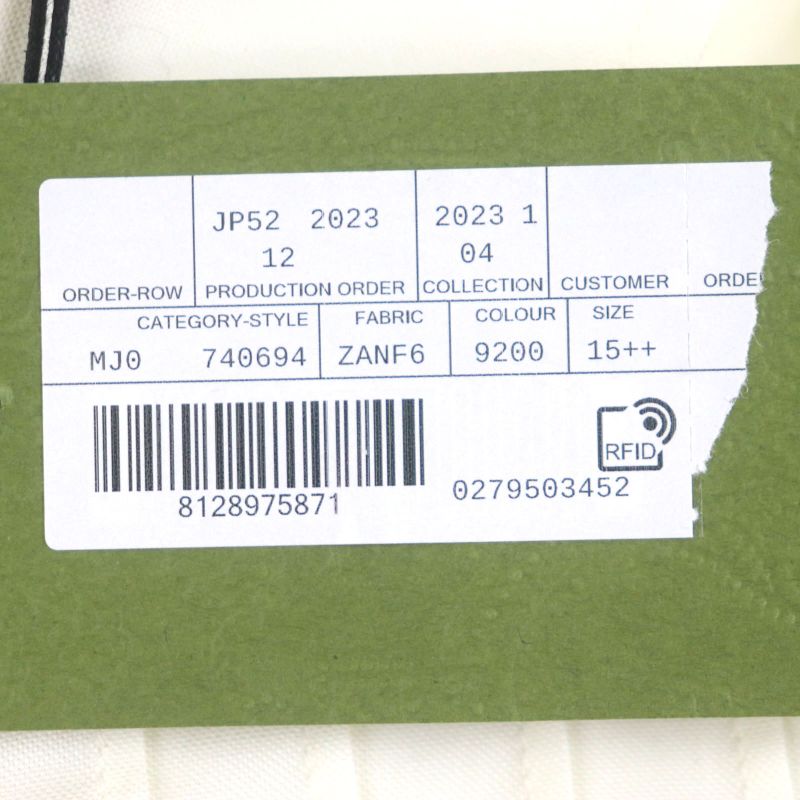 JP52 2023 2023 1
12 04
ORDER-ROW PRODUCTION ORDER COLLECTION CUSTOMER ORDE
CATEGORY-STYLE FABRIC COLOUR SIZE
MJ0 740694 ZANF6 9200 15++
RFID
8128975871 0279503452